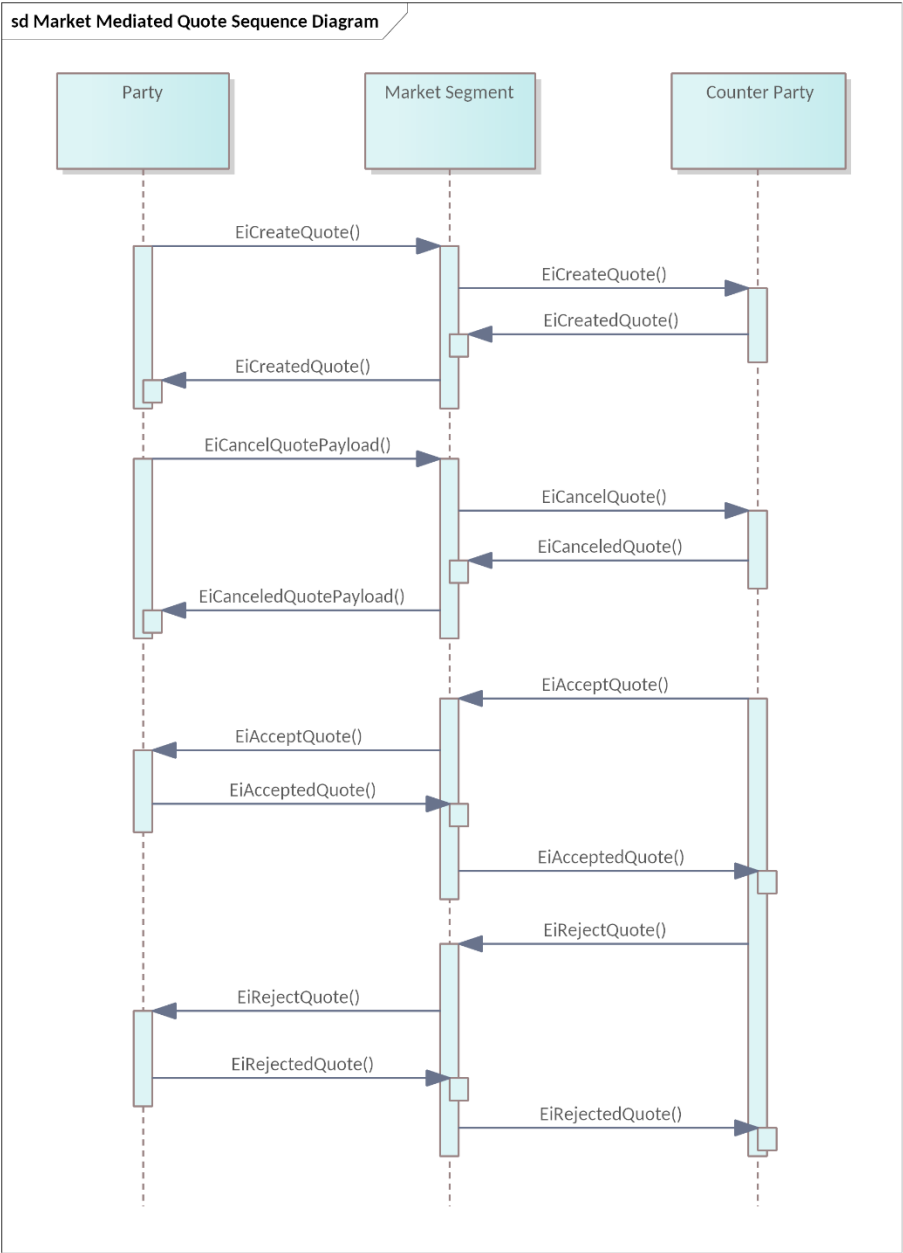 sd Market Mediated Quote Sequence Diagram
Party
Market Segment
Counter Party
EiCreateQuote()
EiCreateQuote()
EiCreatedQuote()
EiCreatedQuote()
EiCancelQuotePayload()
EiCancelQuote()
EiCanceledQuote()
EiCanceledQuotePayload()
EiAcceptQuote()
EiAcceptQuote()
EiAcceptedQuote()
EiAcceptedQuote()
EiRejectQuote()
EiRejectQuote()
EiRejectedQuote()
EiRejectedQuote()